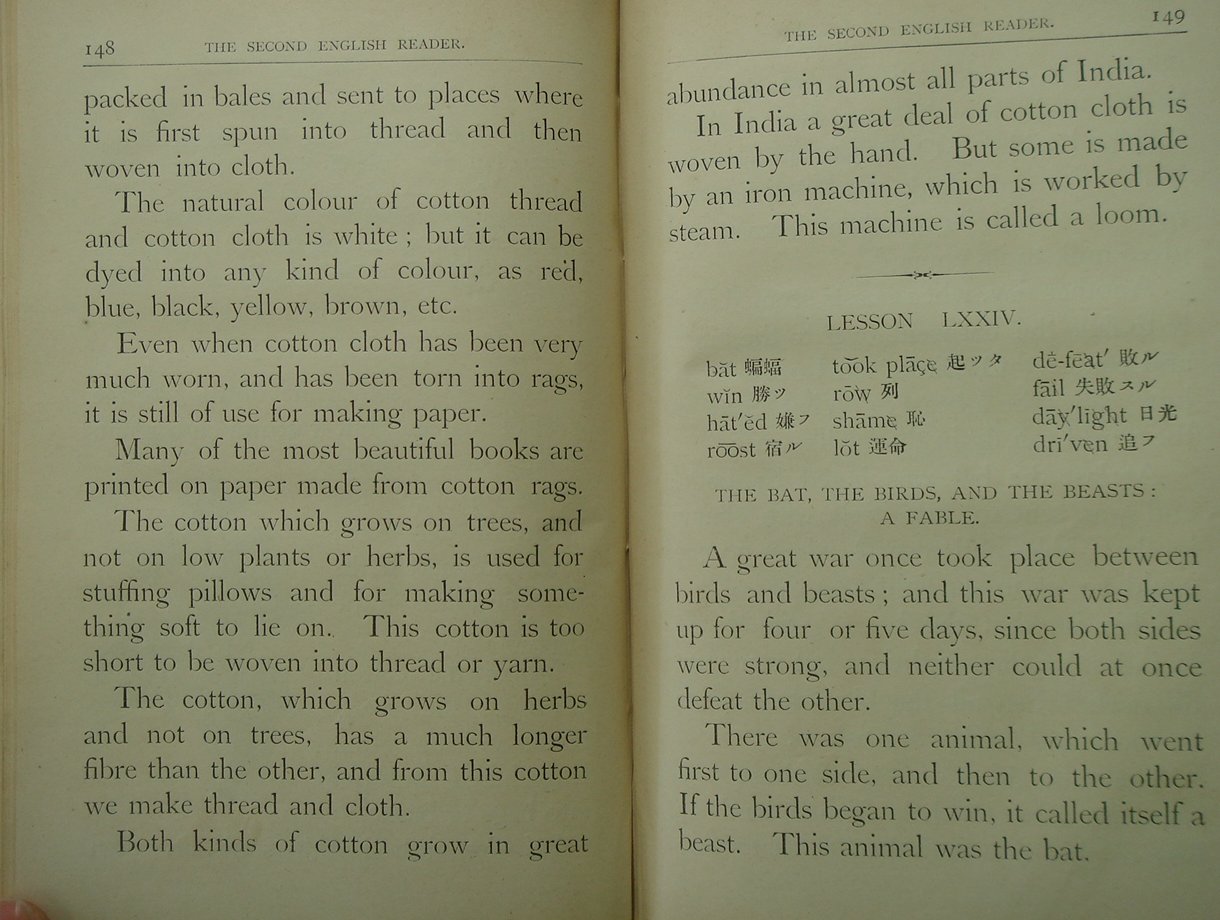 148 THE SECOND ENGLISH READER.
packed in bales and sent to places where
it is first spun into thread and then
woven into cloth.
The natural colour of cotton thread
and cotton cloth is white ; but it can be
dyed into any kind of colour, as red,
blue, black, yellow, brown, etc.
Even when cotton cloth has been very
much worn, and has been torn into rags,
it is still of use for making paper.
Many of the most beautiful books are
printed on paper made from cotton rags.
The cotton which grows on trees, and
not on low plants or herbs, is used for
stuffing pillows and for making some-
thing soft to lie on. This cotton is too
short to be woven into thread or yarn.
The cotton, which grows on herbs
and not on trees, has a much longer
fibre than the other, and from this cotton
we make thread and cloth.
Both kinds of cotton grow in great
THE SECOND ENGLISH READER. 149
abundance in almost all parts of India.
In India a great deal of cotton cloth is
woven by the hand. But some is made
by an iron machine, which is worked by
steam. This machine is called a loom.
LESSON LXXIV.
băt 蝙蝠 to͝ok plāçe 起ツタ dē-fēat′ 敗ル
wĭn 勝ツ rōw 列 fāil 失敗スル
hāt′ĕd 嫌フ shāme 恥 dāy′līght 日光
ro͞ost 宿ル lŏt 運命 drĭ′ven 追フ
THE BAT, THE BIRDS, AND THE BEASTS :
A FABLE.
A great war once took place between
birds and beasts ; and this war was kept
up for four or five days, since both sides
were strong, and neither could at once
defeat the other.
There was one animal, which went
first to one side, and then to the other.
If the birds began to win, it called itself a
beast. This animal was the bat.